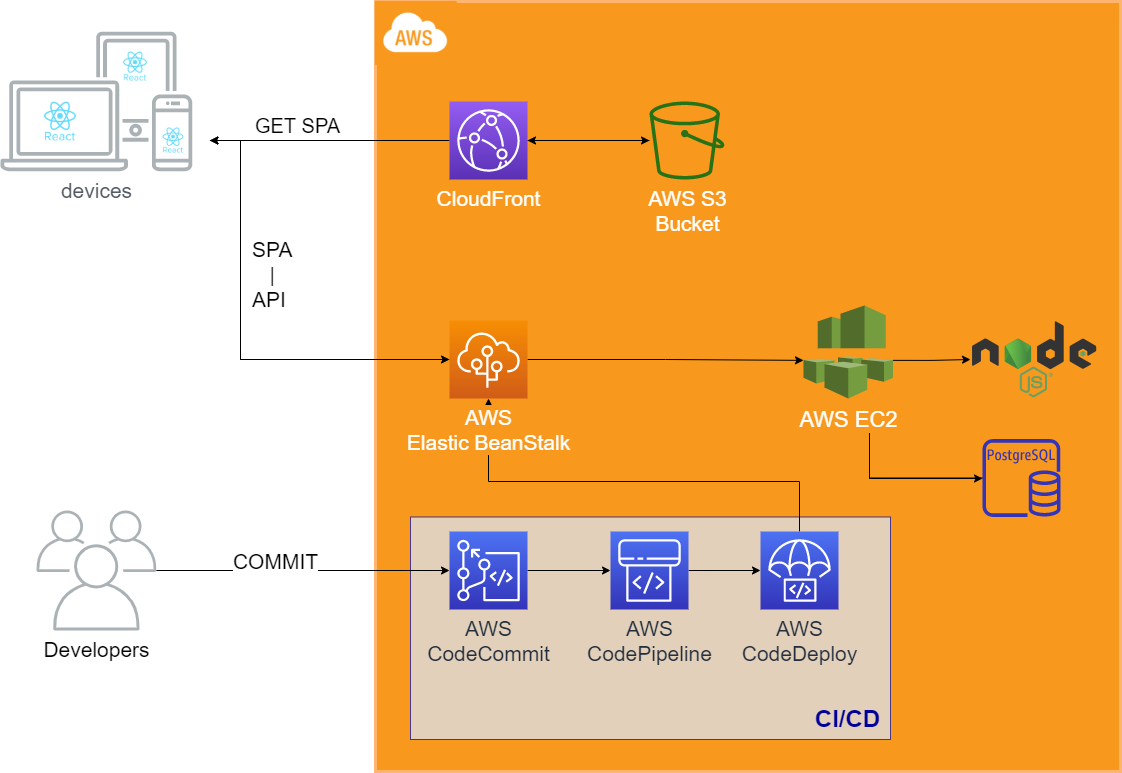 AWS
React
React
React
devices
GET SPA
CloudFront
AWS S3
Bucket
SPA
|
API
AWS
Elastic BeanStalk
AWS EC2
node
JS
PostgreSQL
Developers
COMMIT
AWS
CodeCommit
AWS
CodePipeline
AWS
CodeDeploy
CI/CD